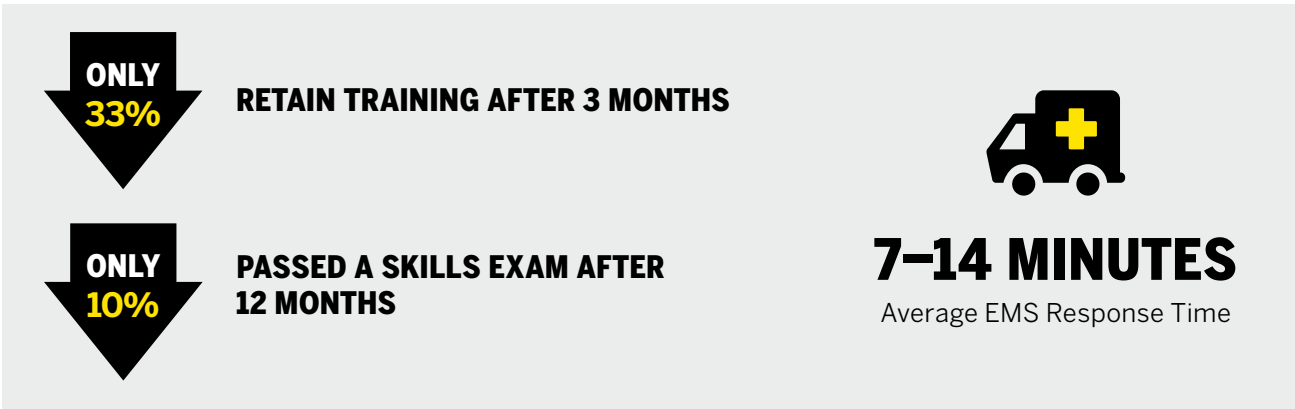 ONLY
33%
RETAIN TRAINING AFTER 3 MONTHS
ONLY
10%
PASSED A SKILLS EXAM AFTER
12 MONTHS
7–14 MINUTES
Average EMS Response Time